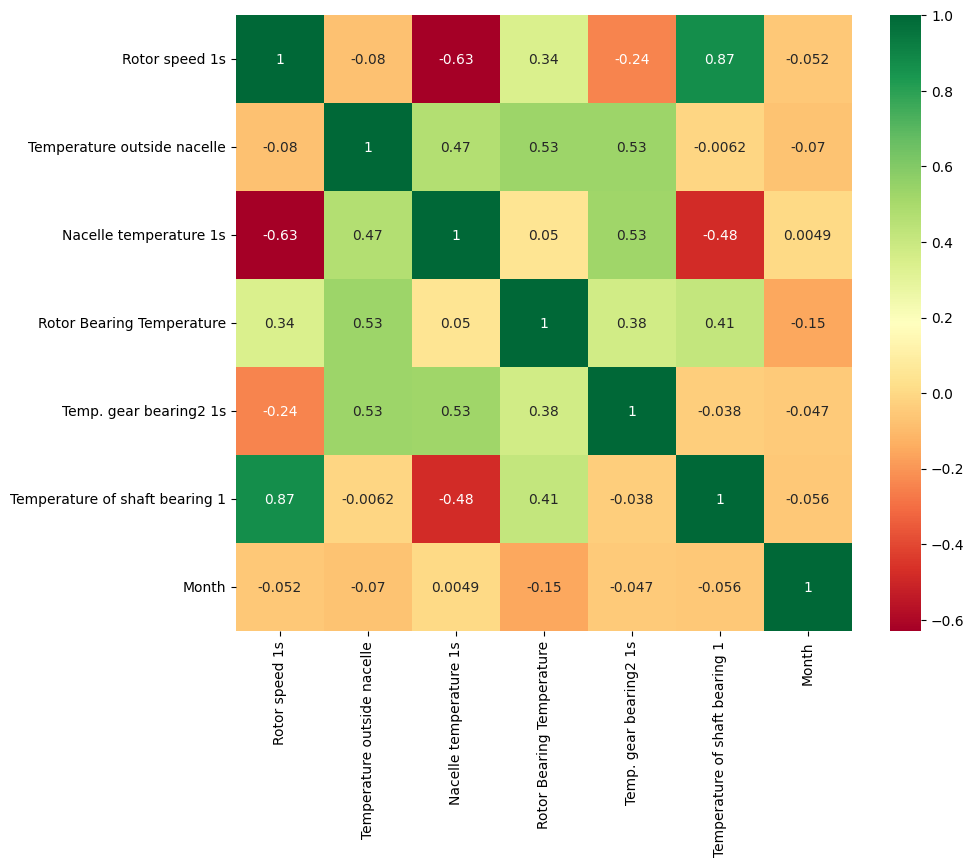 Rotor speed 1s 1 -0.08 -0.63 0.34 -0.24 0.87 -0.052
Temperature outside nacelle -0.08 1 0.47 0.53 0.53 -0.0062 -0.07
Nacelle temperature 1s -0.63 0.47 1 0.05 0.53 -0.48 0.0049
Rotor Bearing Temperature 0.34 0.53 0.05 1 0.38 0.41 -0.15
Temp. gear bearing2 1s -0.24 0.53 0.53 0.38 1 -0.038 -0.047
Temperature of shaft bearing 1 0.87 -0.0062 -0.48 0.41 -0.038 1 -0.056
Month -0.052 -0.07 0.0049 -0.15 -0.047 -0.056 1
Rotor speed 1s
Temperature outside nacelle
Nacelle temperature 1s
Rotor Bearing Temperature
Temp. gear bearing2 1s
Temperature of shaft bearing 1
Month
1.0
0.8
0.6
0.4
0.2
0.0
−0.2
−0.4
−0.6